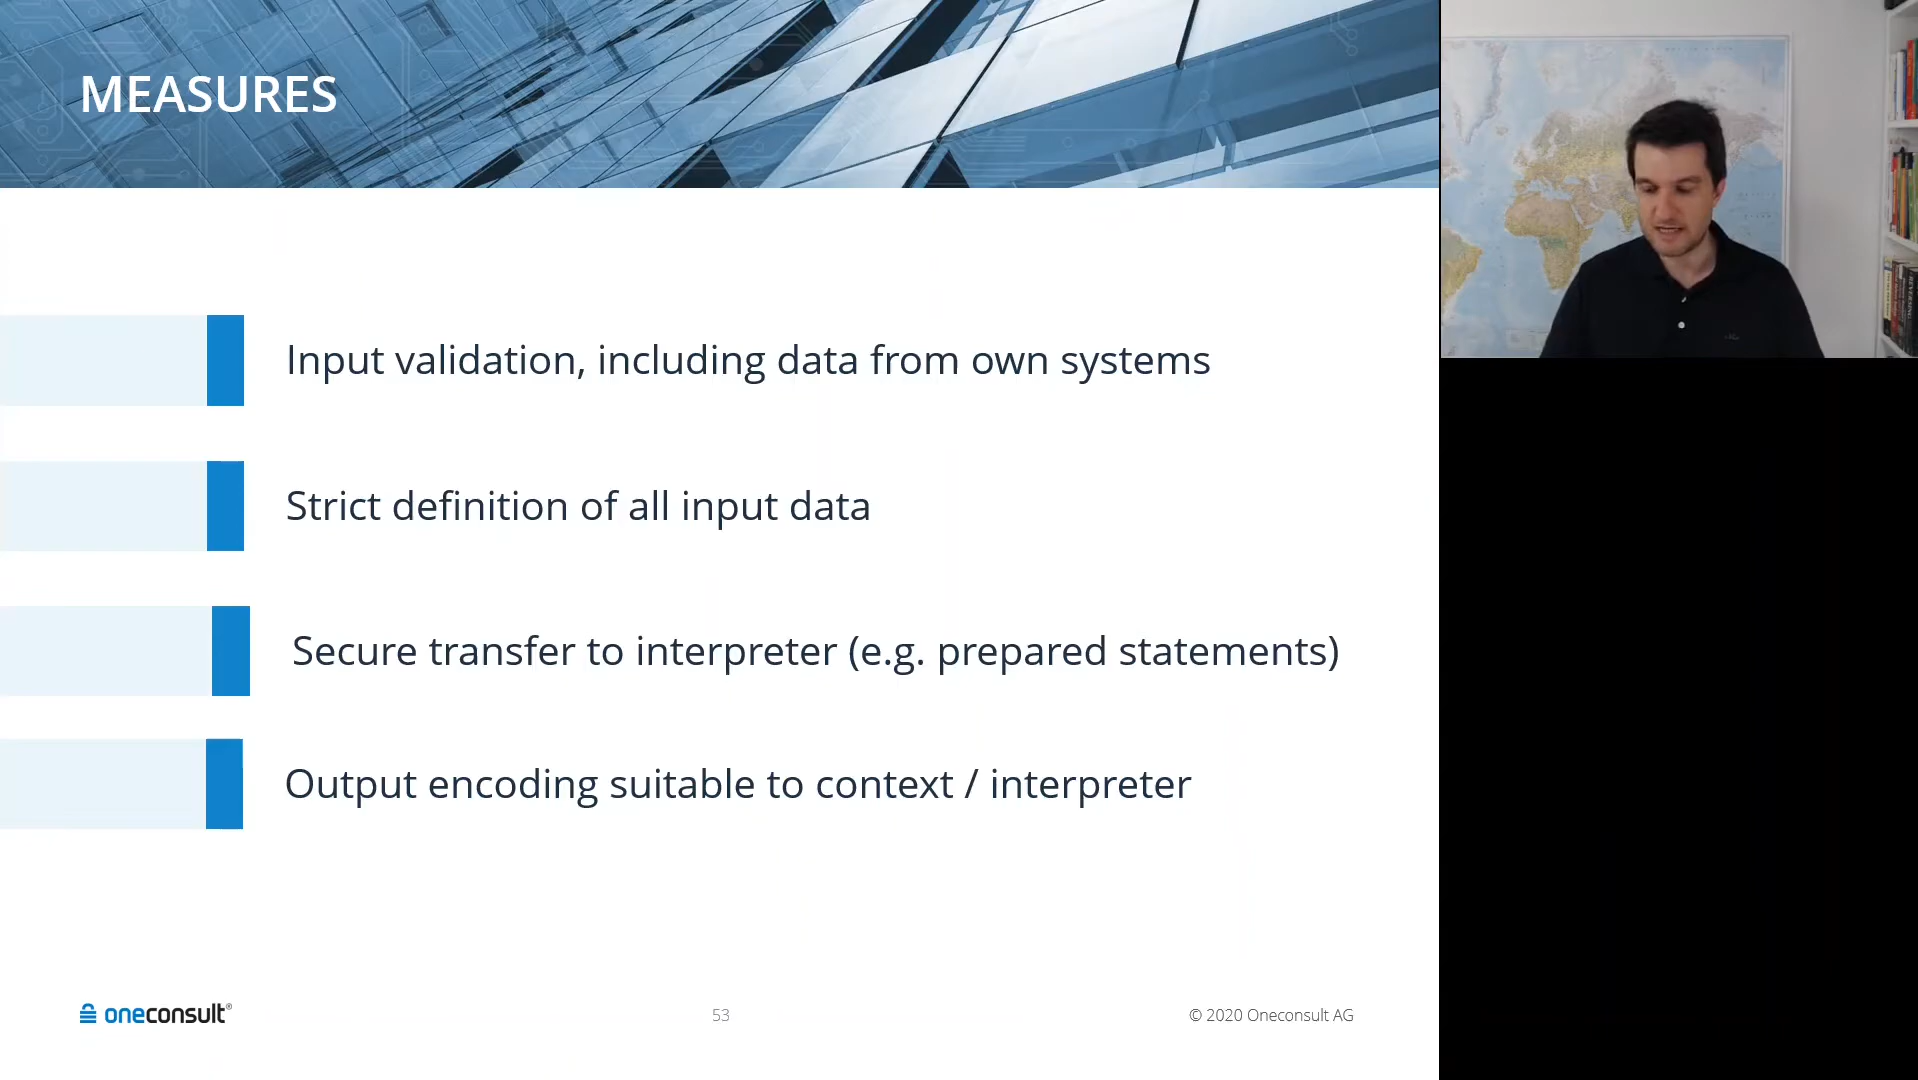 MEASURES
Input validation, including data from own systems
Strict definition of all input data
Secure transfer to interpreter (e.g. prepared statements)
Output encoding suitable to context / interpreter
oneconsult®
53
© 2020 Oneconsult AG